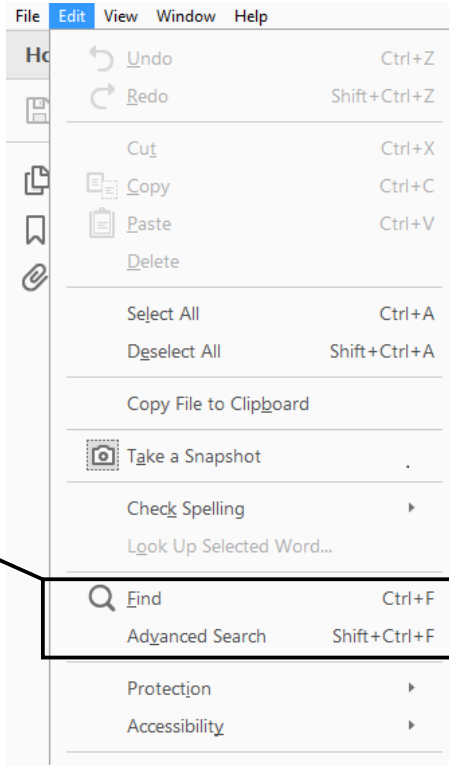 File Edit View Window Help
Ho
Undo Ctrl+Z
Redo Shift+Ctrl+Z
Cut Ctrl+X
Copy Ctrl+C
Paste Ctrl+V
Delete
Select All Ctrl+A
Deselect All Shift+Ctrl+A
Copy File to Clipboard
Take a Snapshot
Check Spelling
Look Up Selected Word...
Find Ctrl+F
Advanced Search Shift+Ctrl+F
Protection
Accessibility